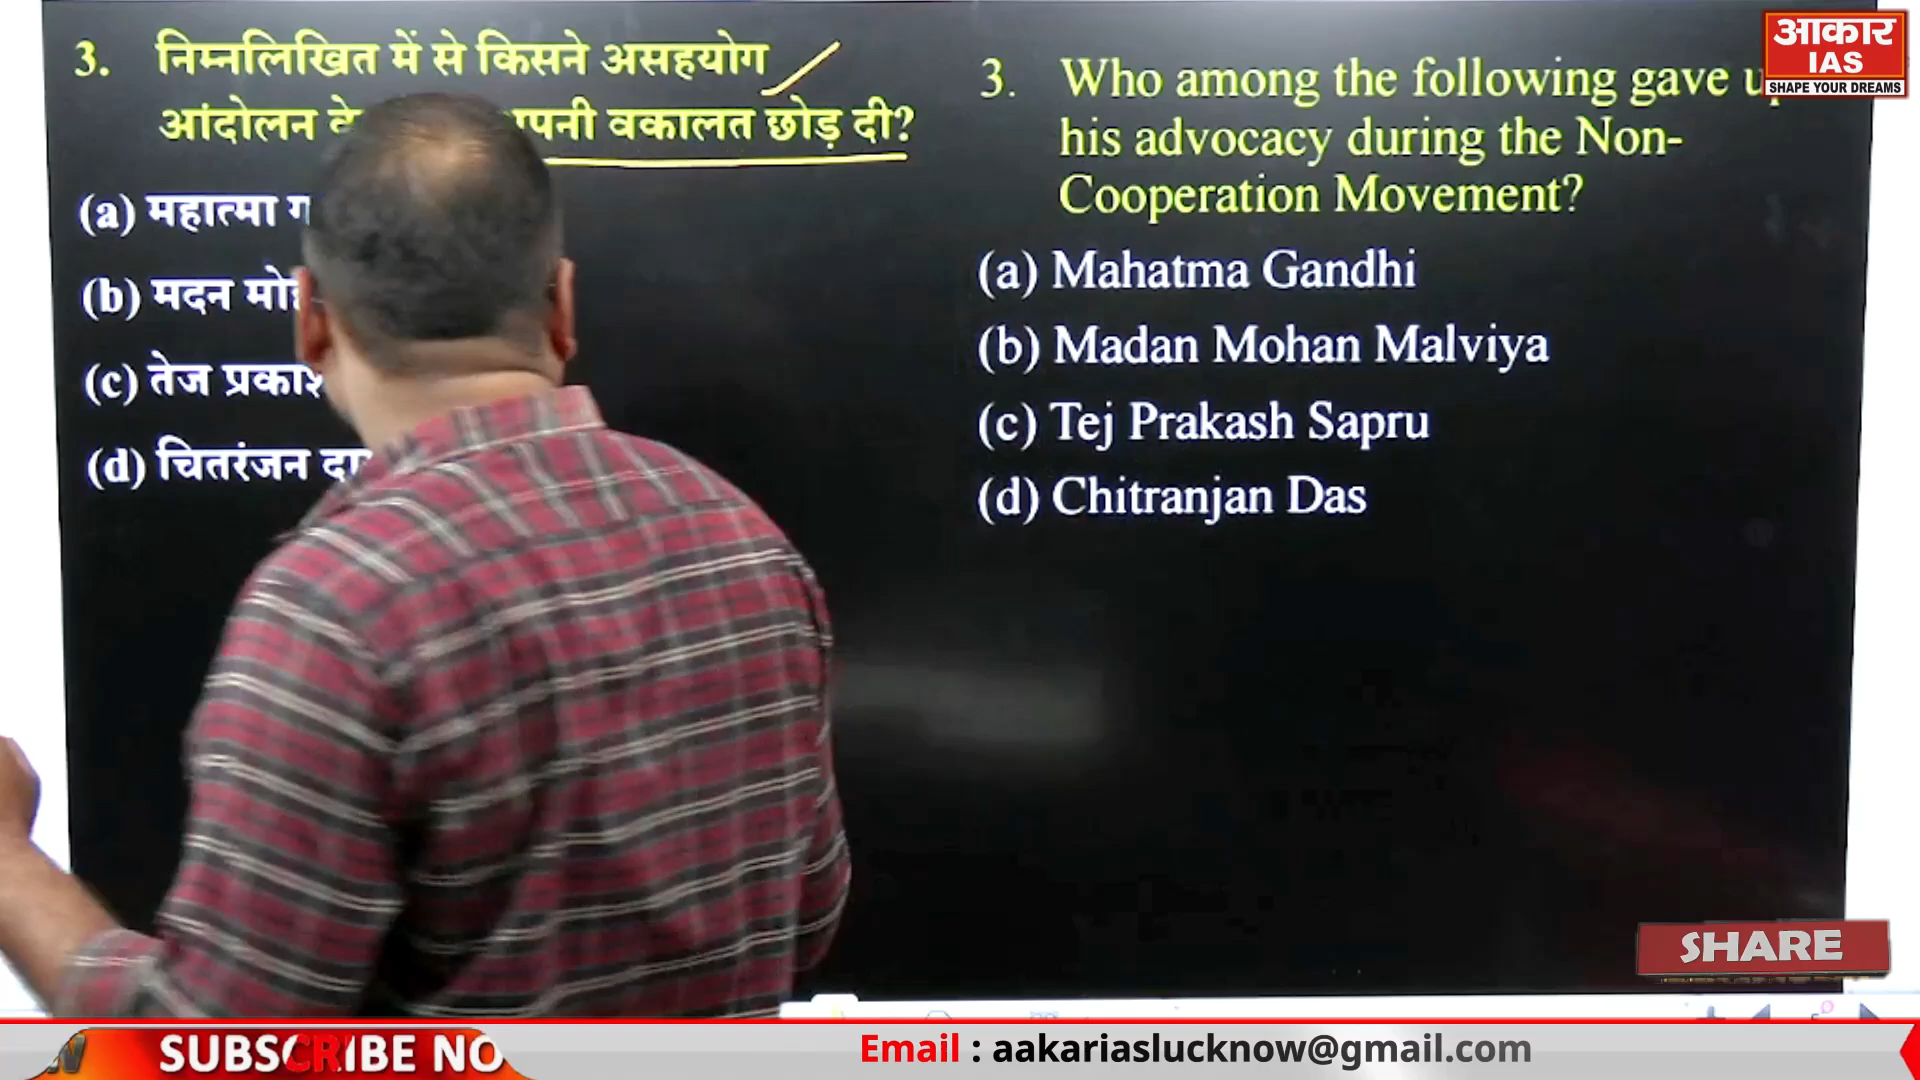 3. निम्नलिखित में से किसने असहयोग
आंदोलन वकालत छोड़ दी?
(a) महात्मा
(b) मदन
(c) तेज
(d) चितरंजन
3. Who among the following gave
his advocacy during the Non-
Cooperation Movement?
(a) Mahatma Gandhi
(b) Madan Mohan Malviya
(c) Tej Prakash Sapru
(d) Chitranjan Das
आकार
IAS
SHAPE YOUR DREAMS
SHARE
SUBSCRIBE NO
Email : aakariaslucknow@gmail.com